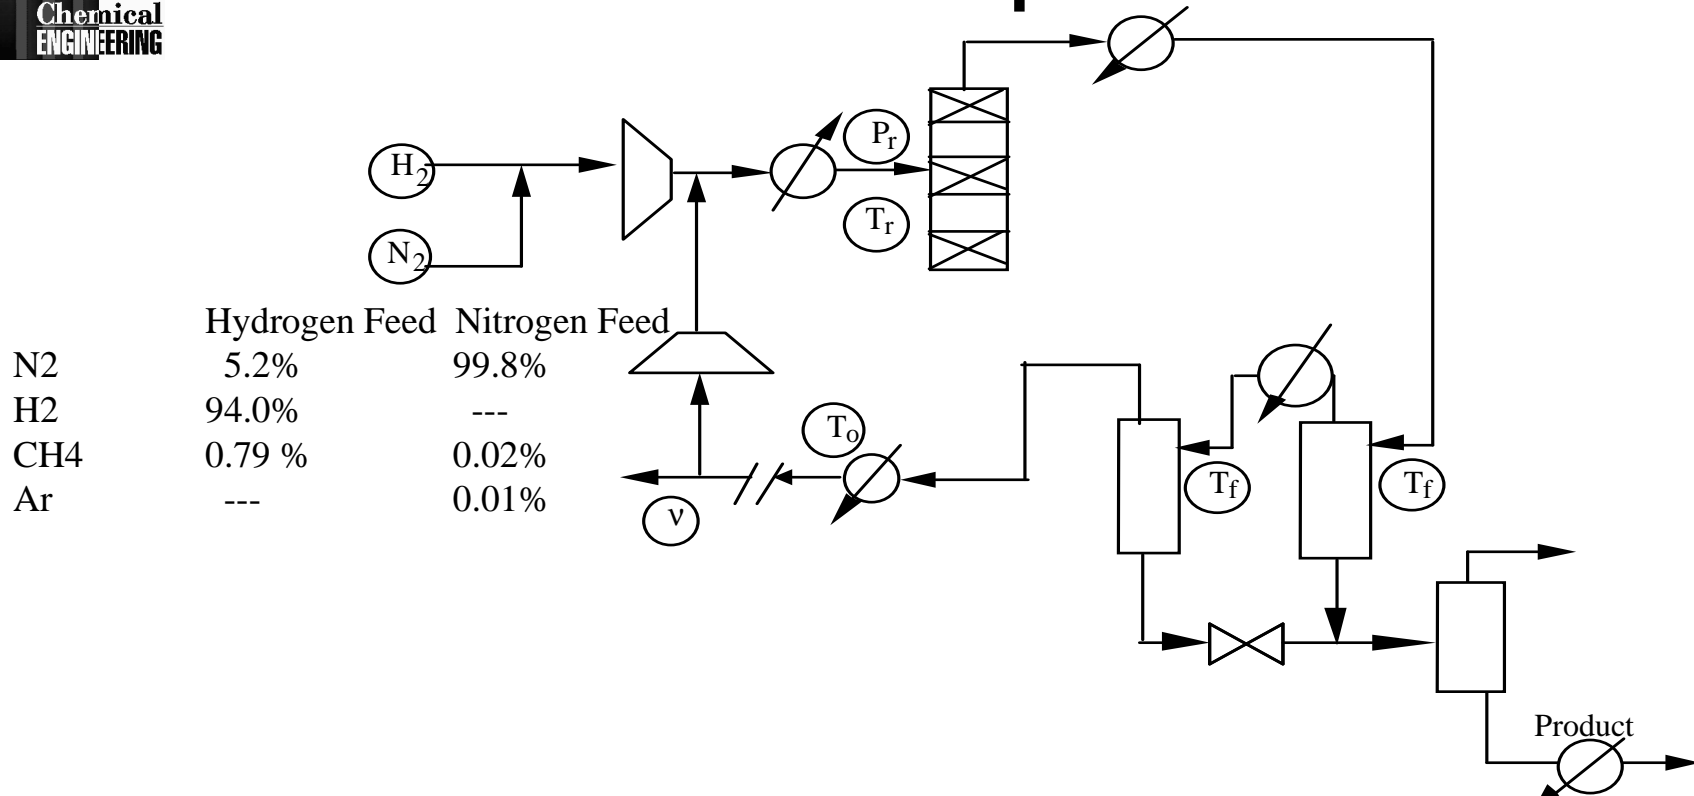 Chemical
ENGINEERING
H2
Pr
Tr
N2
Hydrogen Feed Nitrogen Feed
N2 5.2% 99.8%
H2 94.0% ---
CH4 0.79 % 0.02%
Ar --- 0.01%
To
Tf
Tf
ν
Product